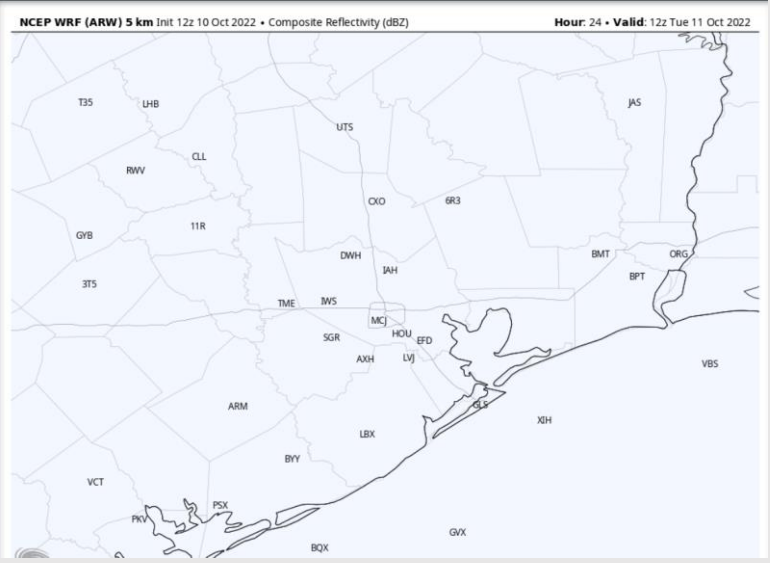 NCEP WRF (ARW) 5 km Init 12z 10 Oct 2022 • Composite Reflectivity (dBZ) Hour: 24 • Valid: 12z Tue 11 Oct 2022
T35 LHB JAS
UTS
CLL
RWV
CXO 6R3
11R
GYB
DWH BMT ORG
IAH BPT
3T5
TME IWS
MCJ
SGR HOU EFD
AXH LVJ VBS
ARM GLS
XIH
LBX
BYY
VCT
PSX
PKV
GVX
BQX